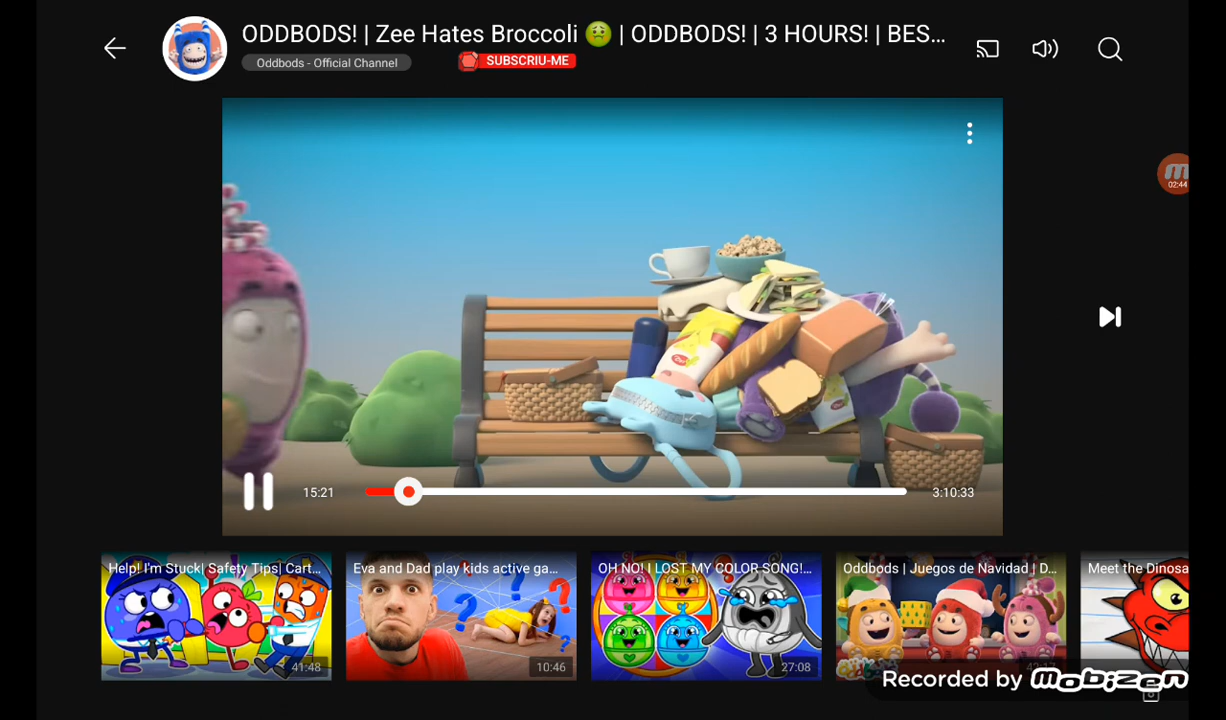 ODDBODS! | Zee Hates Broccoli 🤢 | ODDBODS! | 3 HOURS! | BES...
Oddbods - Official Channel
SUBSCRIU-ME
02:44
15:21
3:10:33
Help! I'm Stuck| Safety Tips| Cart...
41:48
Eva and Dad play kids active ga...
10:46
OH NO! I LOST MY COLOR SONG!...
27:08
Oddbods | Juegos de Navidad | D...
Meet the Dinosa
Recorded by mobizen